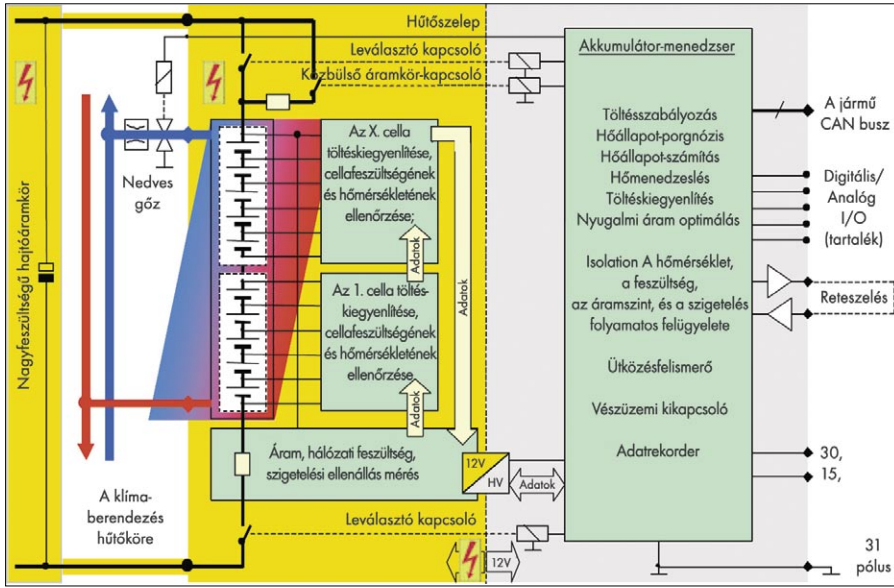 Hűtőszelep
Leválasztó kapcsoló
Közbülső áramkör-kapcsoló
Nagyfeszültségű hajtóáramkör
Nedves
gőz
A klíma-
berendezés
hűtőköre
Az X. cella
töltéskiegyenlítése,
cellafeszültségének
és hőmérsékletének
ellenőrzése;
Adatok
Az 1. cella töltés-
kiegyenlítése,
cellafeszültségének
és hőmérsékletének
ellenőrzése,
Adatok
Adatok
Áram, hálózati feszültség,
szigetelési ellenállás mérés
12V
HV
Adatok
Leválasztó kapcsoló
12V
Akkumulátor-menedzser
Töltésszabályozás
Hőállapot-porgnózis
Hőállapot-számítás
Hőmenedzselés
Töltéskiegyenlítés
Nyugalmi áram optimálás
Isolation A hőmérséklet,
a feszültség,
az áramszint, és a szigetelés
folyamatos felügyelete
Ütközésfelismerő
Vészüzemi kikapcsoló
Adatrekorder
A jármű
CAN busz
Digitális/
Analóg
I/O
(tartalék)
Reteszelés
30,
15,
31
pólus